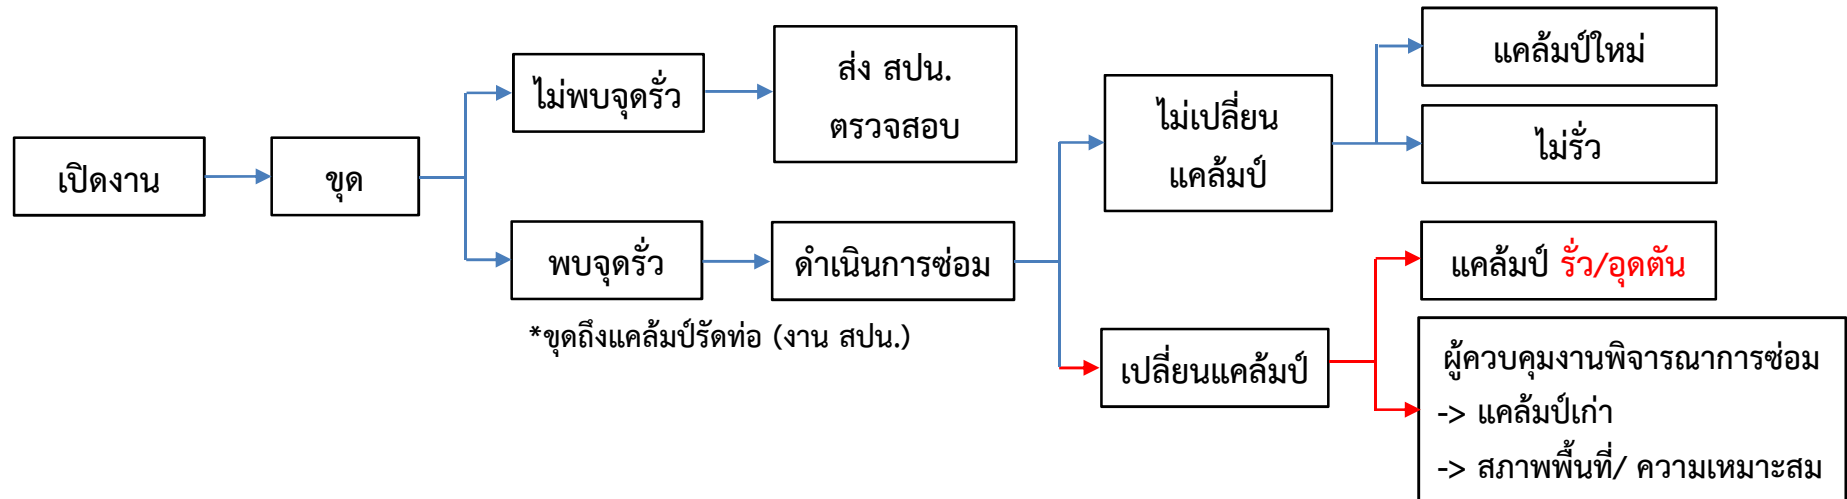 เปิดงาน
ขุด
ไม่พบจุดรั่ว
ส่ง สปน.
ตรวจสอบ
พบจุดรั่ว
ดำเนินการซ่อม
*ขุดถึงแคล้มป์รัดท่อ (งาน สปน.)
ไม่เปลี่ยน
แคล้มป์
แคล้มป์ใหม่
ไม่รั่ว
เปลี่ยนแคล้มป์
แคล้มป์ รั่ว/อุดตัน
ผู้ควบคุมงานพิจารณาการซ่อม
-> แคล้มป์เก่า
-> สภาพพื้นที่/ ความเหมาะสม